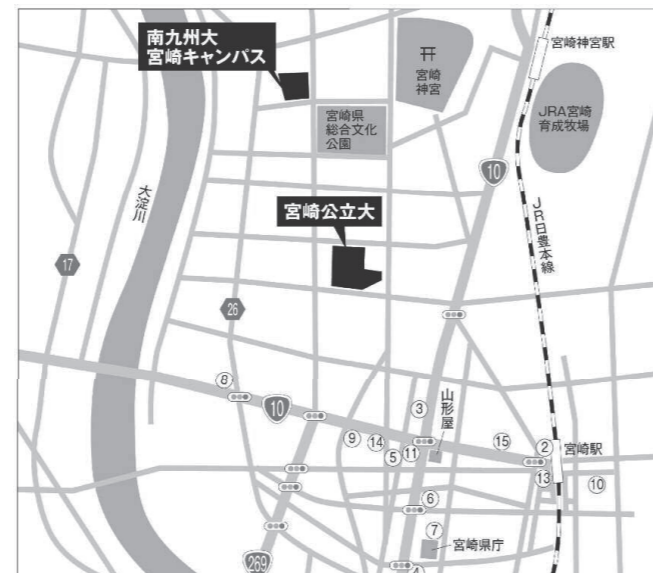 南九州大
宮崎キャンパス
宮崎
神宮
宮崎神宮駅
JRA宮崎
育成牧場
宮崎県
総合文化
公園
10
大淀川
宮崎公立大
JR日豊本線
17
26
8
10
3
山形屋
9
14
5
11
15
2
宮崎駅
13
10
6
7
宮崎県庁
269
4